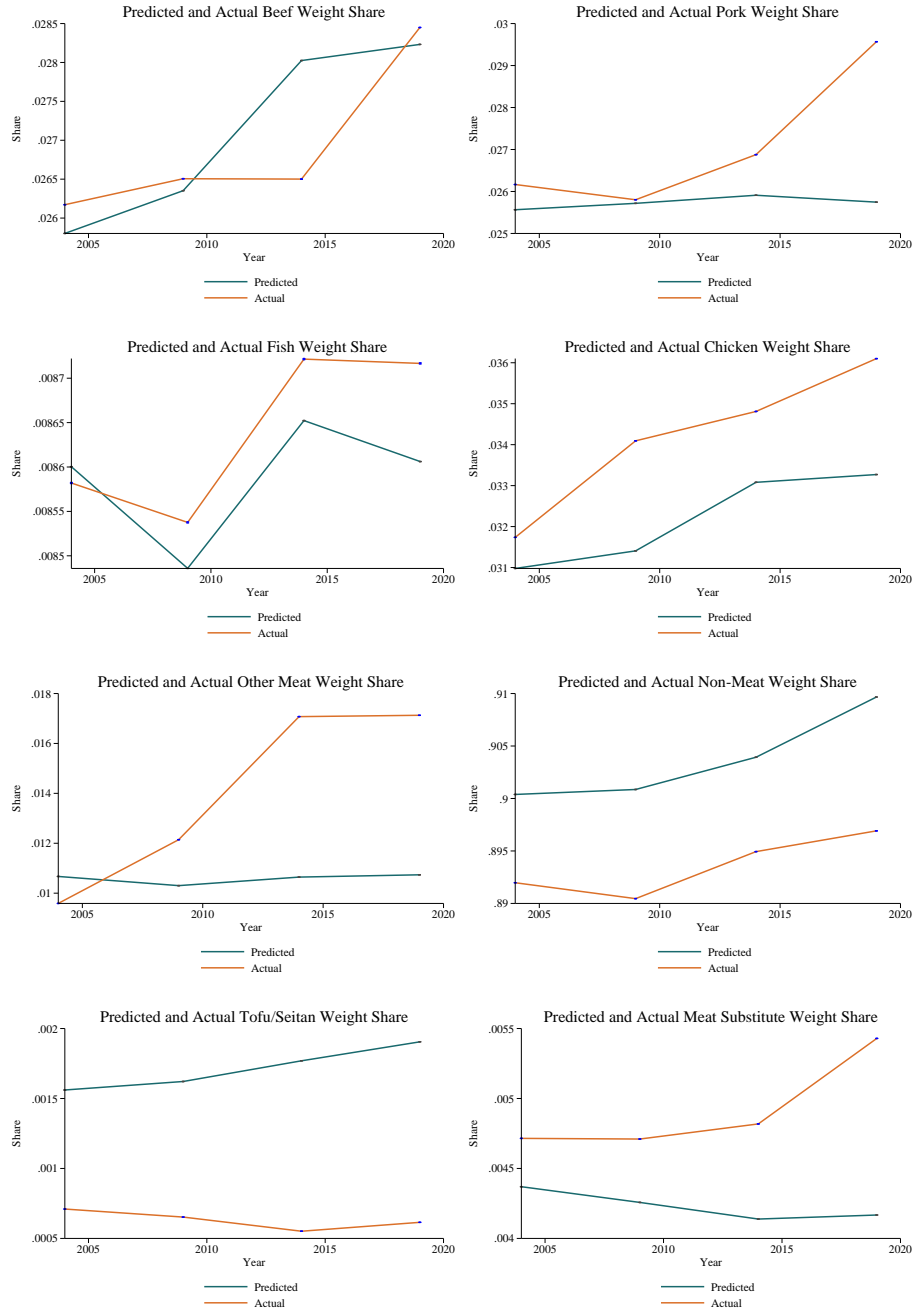 Predicted and Actual Beef Weight Share
.0285
.028
.0275
.027
.0265
.026
Share
2005
2010
2015
2020
Year
Predicted
Actual
Predicted and Actual Pork Weight Share
.03
.029
.028
.027
.026
.025
Share
2005
2010
2015
2020
Year
Predicted
Actual
Predicted and Actual Fish Weight Share
.0087
.00865
.0086
.00855
.0085
Share
2005
2010
2015
2020
Year
Predicted
Actual
Predicted and Actual Chicken Weight Share
.036
.035
.034
.033
.032
.031
Share
2005
2010
2015
2020
Year
Predicted
Actual
Predicted and Actual Other Meat Weight Share
.018
.016
.014
.012
.01
Share
2005
2010
2015
2020
Year
Predicted
Actual
Predicted and Actual Non-Meat Weight Share
.91
.905
.9
.895
.89
Share
2005
2010
2015
2020
Year
Predicted
Actual
Predicted and Actual Tofu/Seitan Weight Share
.002
.0015
.001
.0005
Share
2005
2010
2015
2020
Year
Predicted
Actual
Predicted and Actual Meat Substitute Weight Share
.0055
.005
.0045
.004
Share
2005
2010
2015
2020
Year
Predicted
Actual